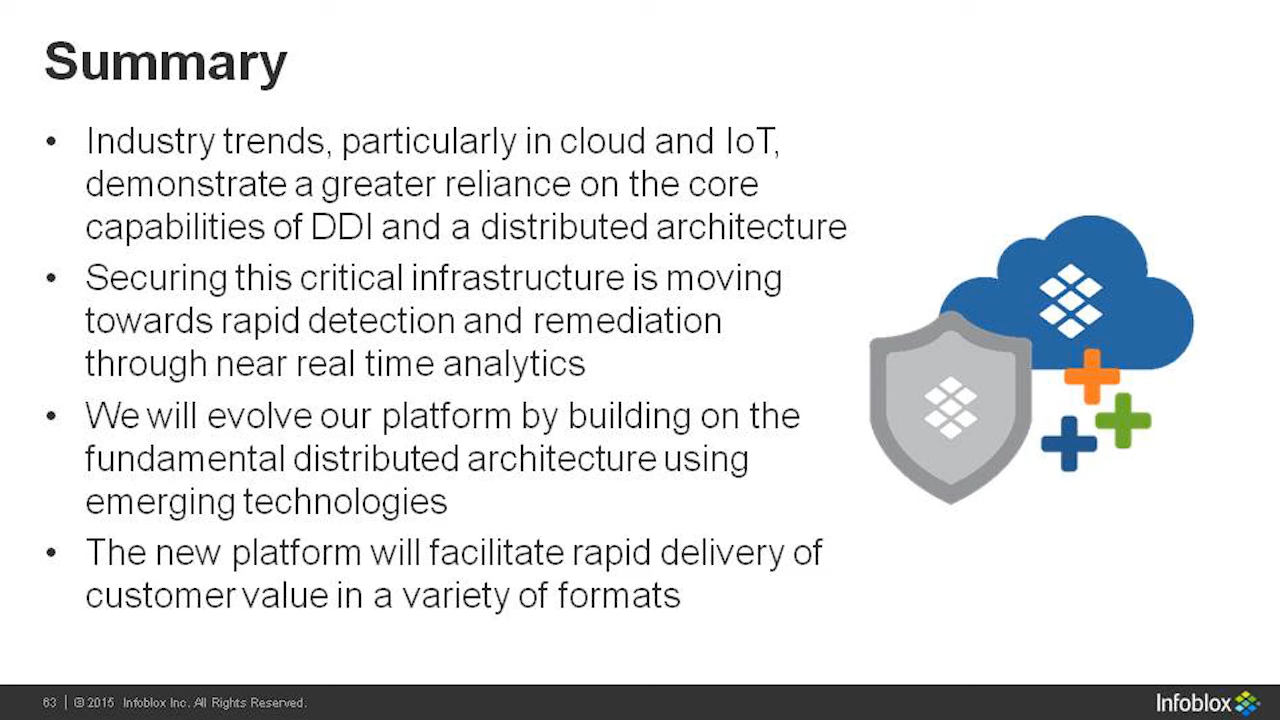 Summary
• Industry trends, particularly in cloud and IoT,
demonstrate a greater reliance on the core
capabilities of DDI and a distributed architecture
• Securing this critical infrastructure is moving
towards rapid detection and remediation
through near real time analytics
• We will evolve our platform by building on the
fundamental distributed architecture using
emerging technologies
• The new platform will facilitate rapid delivery of
customer value in a variety of formats
63 | © 2015 Infoblox Inc. All Rights Reserved.
Infoblox